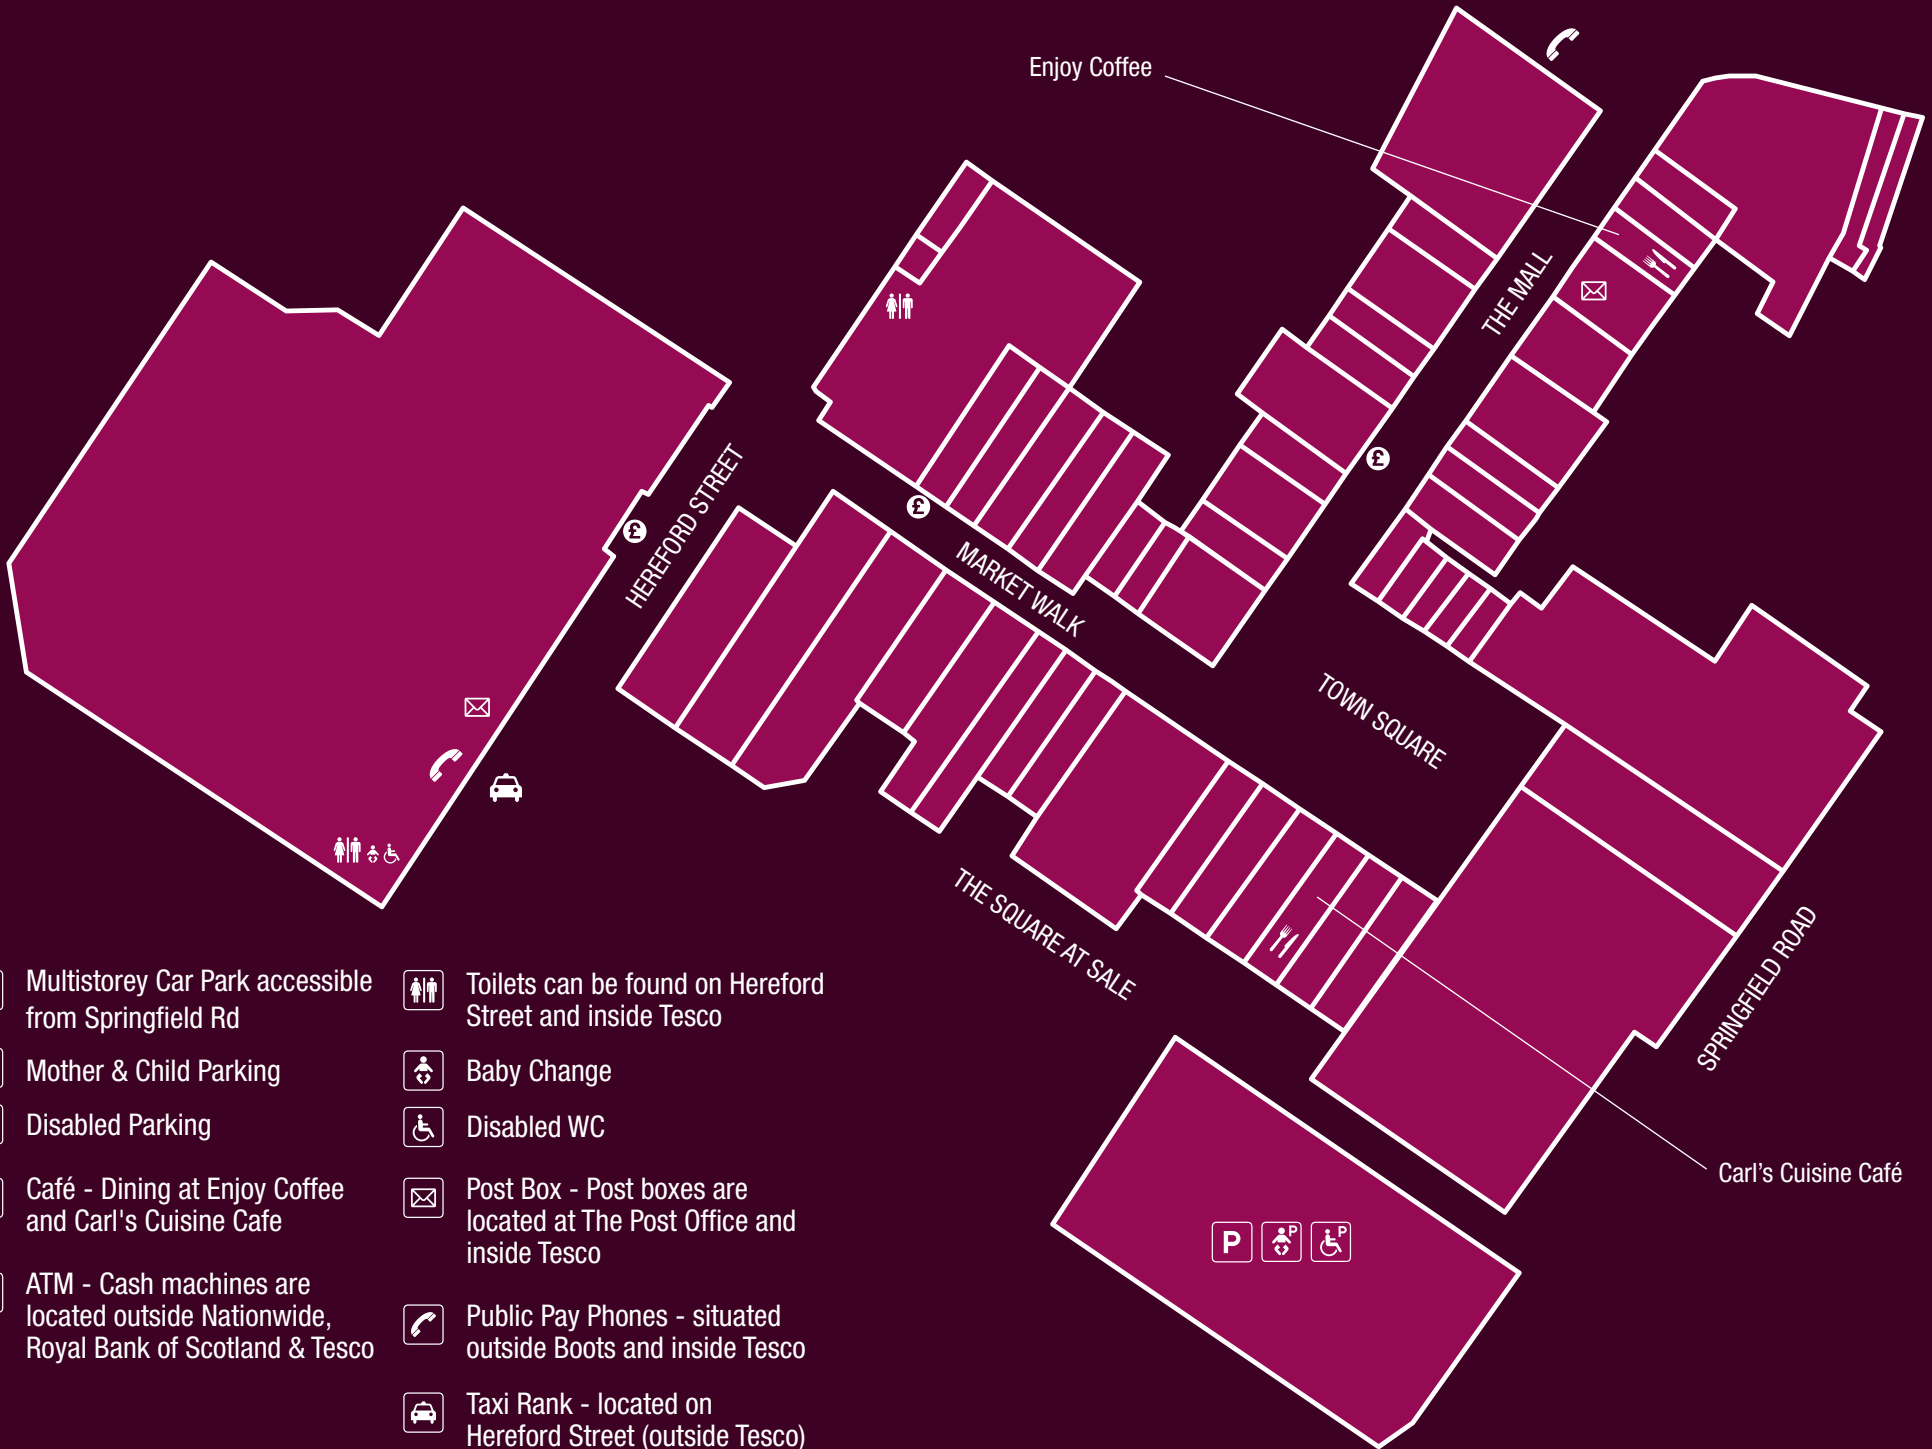 Enjoy Coffee
THE MALL
HEREFORD STREET
£
£
£
MARKET WALK
TOWN SQUARE
THE SQUARE AT SALE
SPRINGFIELD ROAD
Carl's Cuisine Café
P
P
P
Multistorey Car Park accessible
from Springfield Rd
Mother & Child Parking
Disabled Parking
Café - Dining at Enjoy Coffee
and Carl's Cuisine Cafe
ATM - Cash machines are
located outside Nationwide,
Royal Bank of Scotland & Tesco
Toilets can be found on Hereford
Street and inside Tesco
Baby Change
Disabled WC
Post Box - Post boxes are
located at The Post Office and
inside Tesco
Public Pay Phones - situated
outside Boots and inside Tesco
Taxi Rank - located on
Hereford Street (outside Tesco)